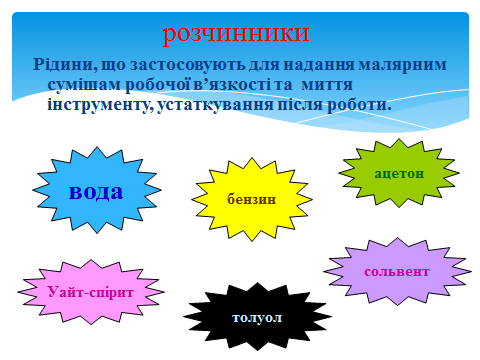 розчинники
Рідини, що застосовують для надання малярним
сумішам робочої в’язкості та миття
інструменту, устаткування після роботи.
вода
бензин
ацетон
Уайт-спірит
толуол
сольвент